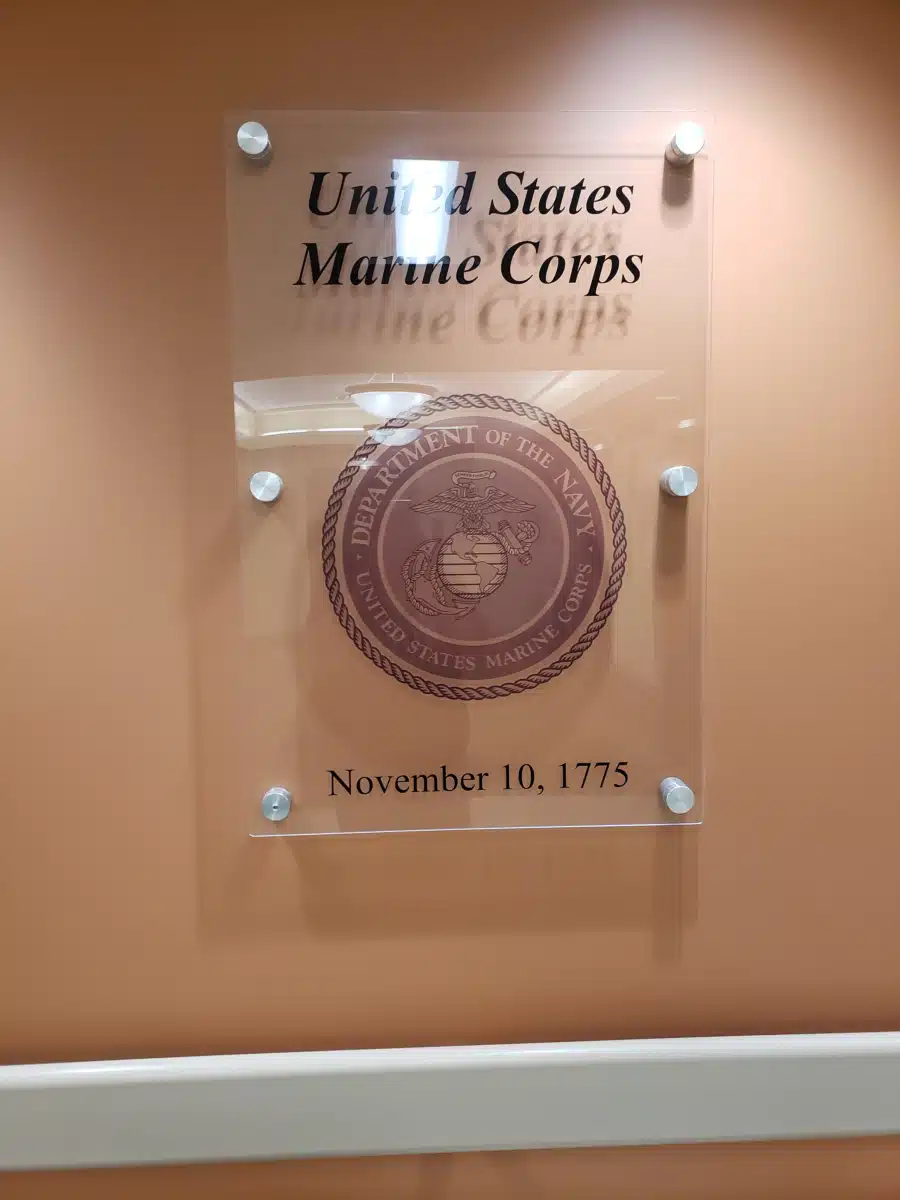 United States
Marine Corps
DEPARTMENT OF THE NAVY
· UNITED STATES MARINE CORPS ·
November 10, 1775